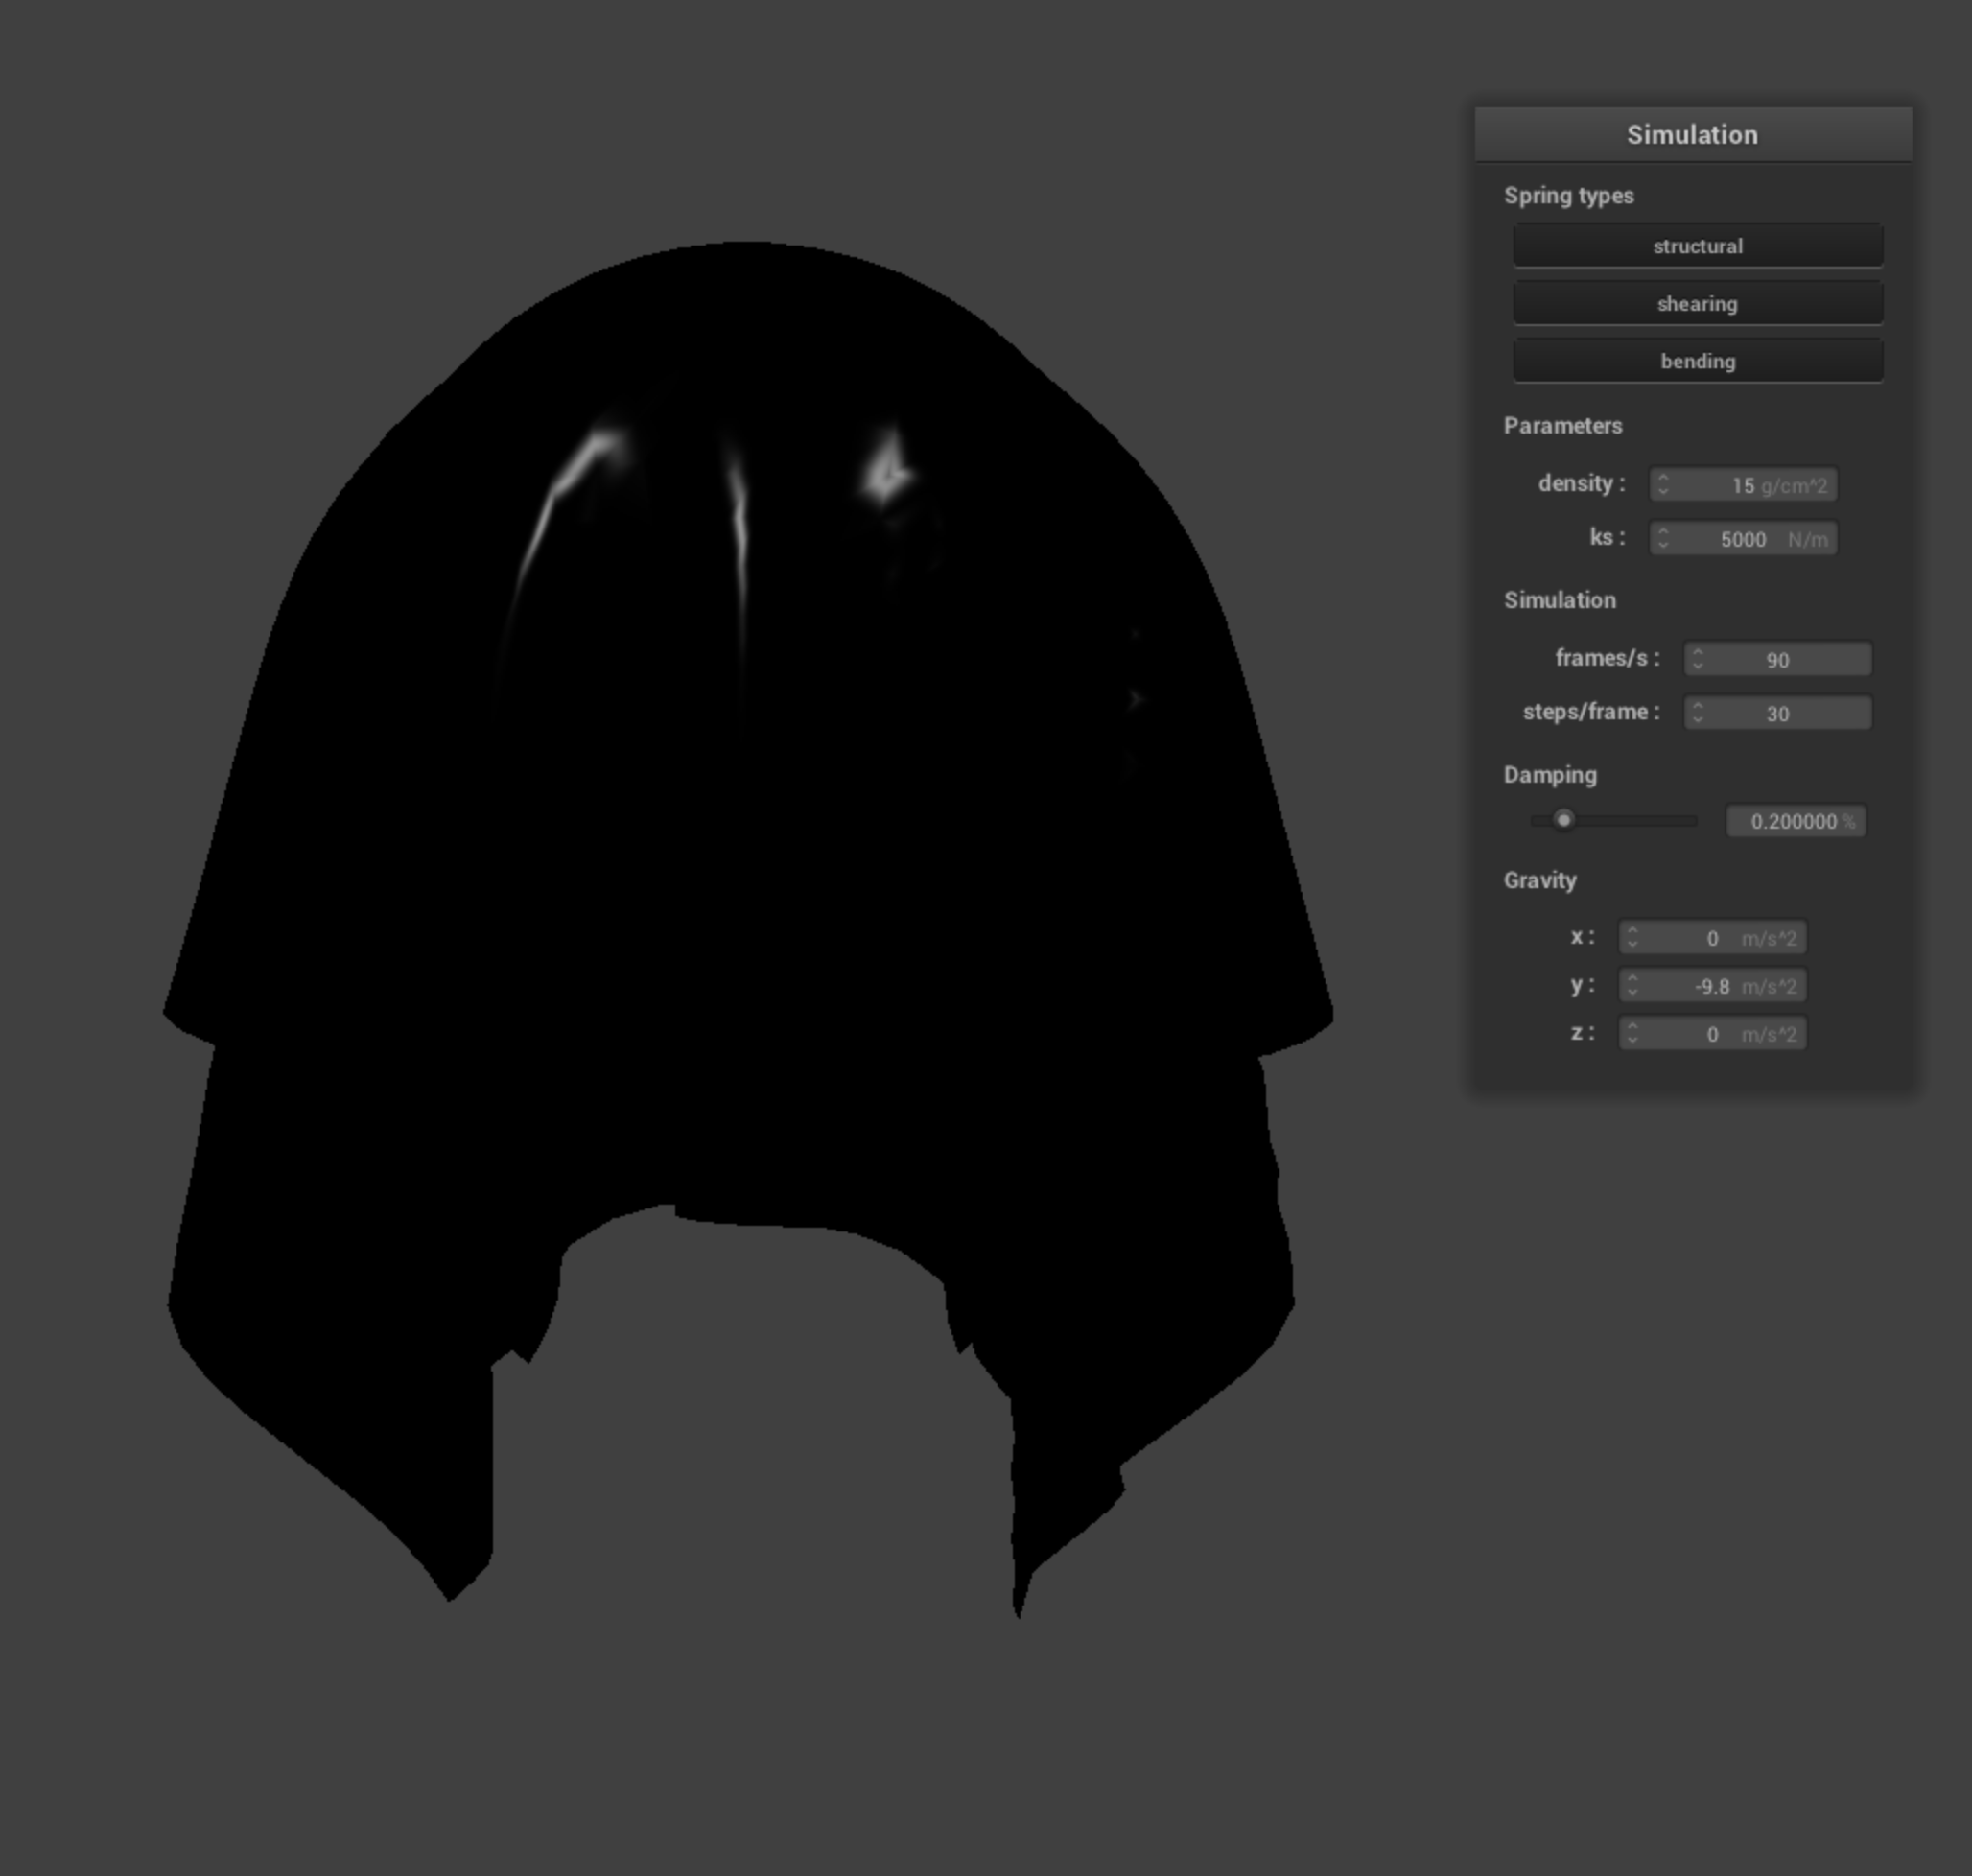 Simulation
Spring types
structural
shearing
bending
Parameters
density : 15 g/cm^2
ks : 5000 N/m
Simulation
frames/s : 90
steps/frame : 30
Damping
0.200000 %
Gravity
x : 0 m/s^2
y : -9.8 m/s^2
z : 0 m/s^2